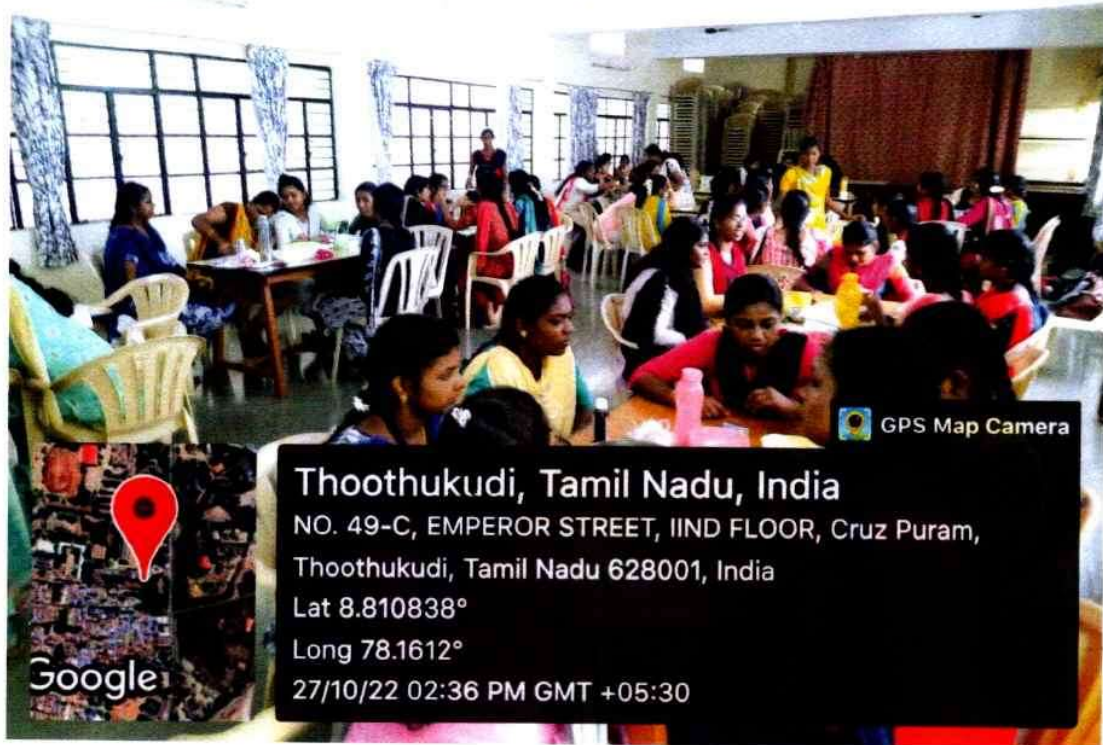 GPS Map Camera
Thoothukudi, Tamil Nadu, India
NO. 49-C, EMPEROR STREET, IIND FLOOR, Cruz Puram,
Thoothukudi, Tamil Nadu 628001, India
Lat 8.810838°
Long 78.1612°
27/10/22 02:36 PM GMT +05:30
Google